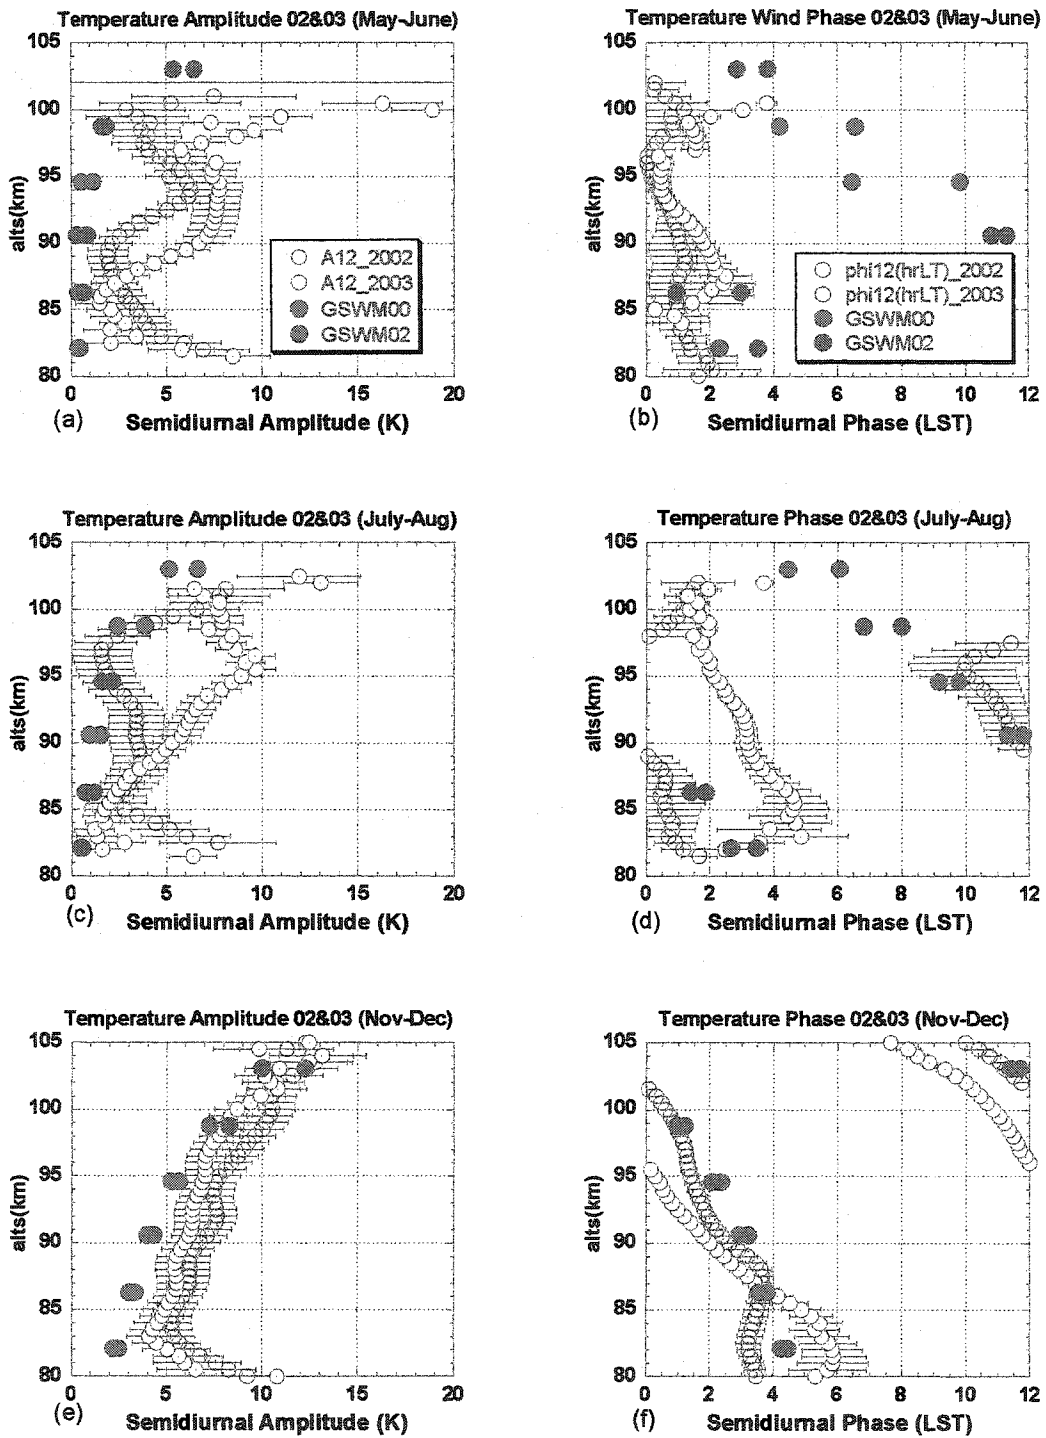 Temperature Amplitude 02&03 (May-June)
105
100
95
90
85
80
alts(km)
A12_2002
A12_2003
GSWM00
GSWM02
0 5 10 15 20
(a) Semidiurnal Amplitude (K)
Temperature Wind Phase 02&03 (May-June)
105
100
95
90
85
80
alts(km)
phi12(hrLT)_2002
phi12(hrLT)_2003
GSWM00
GSWM02
0 2 4 6 8 10 12
(b) Semidiurnal Phase (LST)
Temperature Amplitude 02&03 (July-Aug)
105
100
95
90
85
80
alts(km)
0 5 10 15 20
(c) Semidiurnal Amplitude (K)
Temperature Phase 02&03 (July-Aug)
105
100
95
90
85
80
alts(km)
0 2 4 6 8 10 12
(d) Semidiurnal Phase (LST)
Temperature Amplitude 02&03 (Nov-Dec)
105
100
95
90
85
80
alts(km)
0 5 10 15 20
(e) Semidiurnal Amplitude (K)
Temperature Phase 02&03 (Nov-Dec)
105
100
95
90
85
80
alts(km)
0 2 4 6 8 10 12
(f) Semidiurnal Phase (LST)